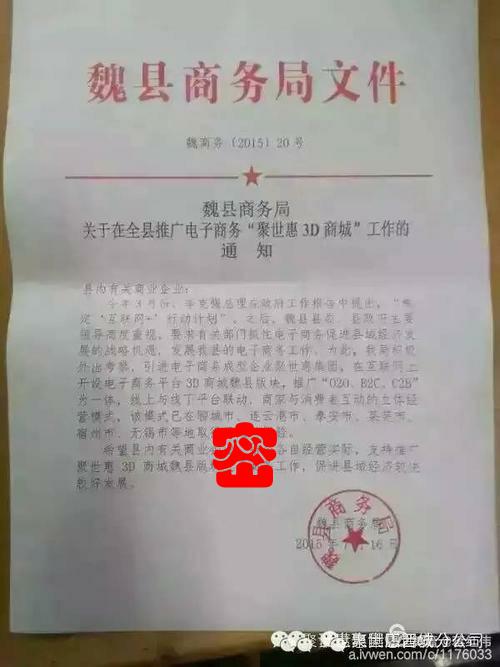 魏县商务局文件
魏商务〔2015〕20号
魏县商务局
关于在全县推广电子商务“聚世惠3D商城”工作的
通知
县内有关商业企业:
今年3月份,李克强总理在政府工作报告中提出,“制
定‘互联网+’行动计划”。之后,魏县县委、县政府主要
领导高度重视,要求有关部门抓住电子商务促进县域经济发展
的战略机遇,发展我县的电子商务工作。为此,我局积极
外出考察,引进电子商务成型企业聚世惠集团,在互联网上
开设电子商务平台3D商城魏县版块,推广“O2O、B2C、C2B”
为一体,线上与线下平台联动、商家与消费者互动的立体经
营模式,该模式已在聊城市、连云港市、泰安市、莱芜市、
宿州市、无锡市等地取
希望县内有关商业 各自经营实际,支持推广
聚世惠3D商城魏县版 工作,促进县域经济较快
较好发展。
魏县商务局
2015年 月16日
魏县商务局
a.ivwen.com/c/1176033